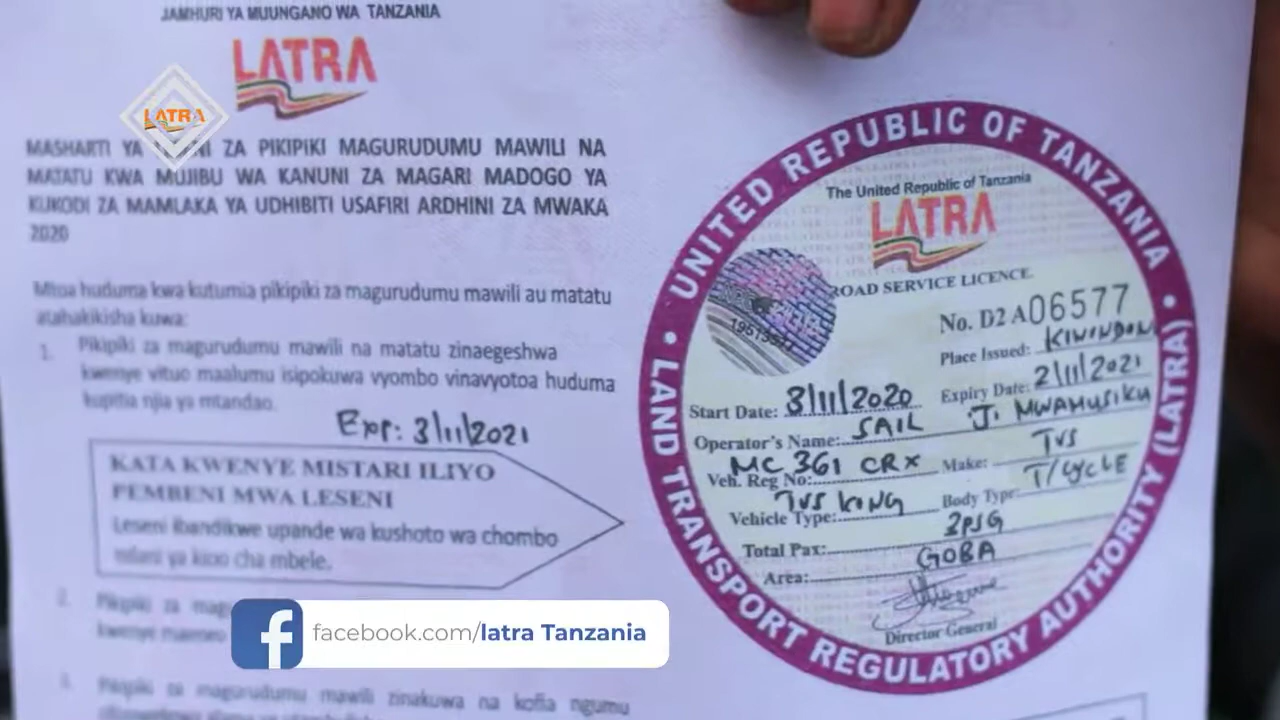 JAMHURI YA MUUNGANO WA TANZANIA
LATRA
LATRA
MASHARTI YA ZA PIKIPIKI MAGURUDUMU MAWILI NA
MATATU KWA MUJIBU WA KANUNI ZA MAGARI MADOGO YA
KUKODI ZA MAMLAKA YA UDHIBITI USAFIRI ARDHINI ZA MWAKA
2020
Mtoa huduma kwa kutumia pikipiki za magurudumu mawili au matatu
atahakikisha kuwa:
1. Pikipiki za magurudumu mawili na matatu zinaegeshwa
kwenye vituo maalumu isipokuwa vyombo vinavyotoa huduma
kupitia njia ya mtandao.
Exp: 3/11/2021
KATA KWENYE MISTARI ILIYO
PEMBENI MWA LESENI
Leseni ibandikwe upande wa kushoto wa chombo
ndani ya kioo cha mbele.
2. Pikipiki za
kwenye
facebook.com/latra Tanzania
3. Pikipiki za magurudumu mawili zinakuwa na kofia ngumu
UNITED REPUBLIC OF TANZANIA
The United Republic of Tanzania
LATRA
ROAD SERVICE LICENCE
No. D2 A06577
Place Issued: KINONDONI
Start Date: 3/11/2020 Expiry Date: 2/11/2021
Operator's Name: SAIL J. MWAMUSIKU
Veh. Reg No: MC 361 CRX Make: TVS
Vehicle Type: TVS KING Body Type: T/CYCLE
Total Pax: 2PSG
Area: GOBA
Director General
LAND TRANSPORT REGULATORY AUTHORITY (LATRA)